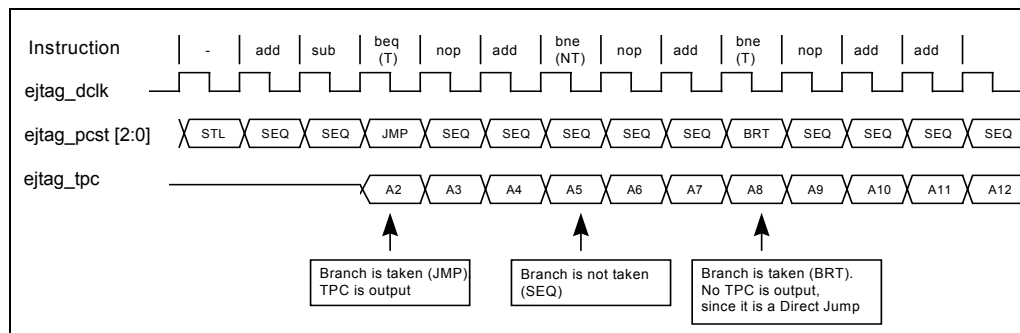 Instruction - add sub beq (T) nop add bne (NT) nop add bne (T) nop add add
ejtag_dclk
ejtag_pcst [2:0] STL SEQ SEQ JMP SEQ SEQ SEQ SEQ SEQ BRT SEQ SEQ SEQ SEQ
ejtag_tpc A2 A3 A4 A5 A6 A7 A8 A9 A10 A11 A12
Branch is taken (JMP).
TPC is output
Branch is not taken
(SEQ)
Branch is taken (BRT).
No TPC is output,
since it is a Direct Jump